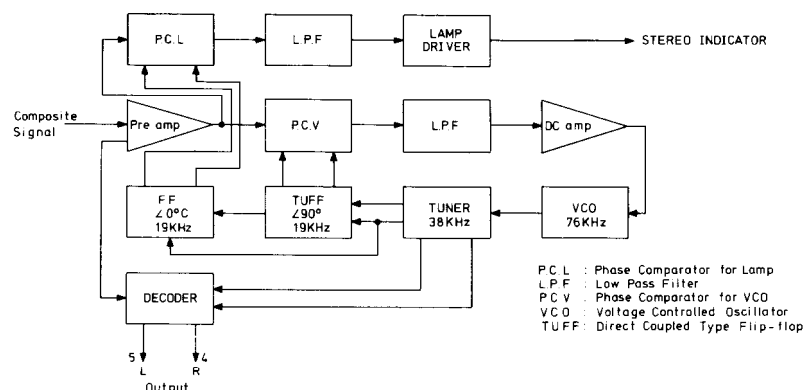 P.C.L
L.P.F
LAMP
DRIVER
STEREO INDICATOR
Composite
Signal
Pre amp
P.C.V
L.P.F
DC amp
F F
∠0°C
19KHz
TUFF
∠90°
19KHz
TUNER
38KHz
VCO
76KHz
DECODER
P.C.L : Phase Comparator for Lamp
L.P.F : Low Pass Filter
P.C.V : Phase Comparator for VCO
VCO : Voltage Controlled Oscillator
TUFF : Direct Coupled Type Flip-flop
5 4
L R
Output